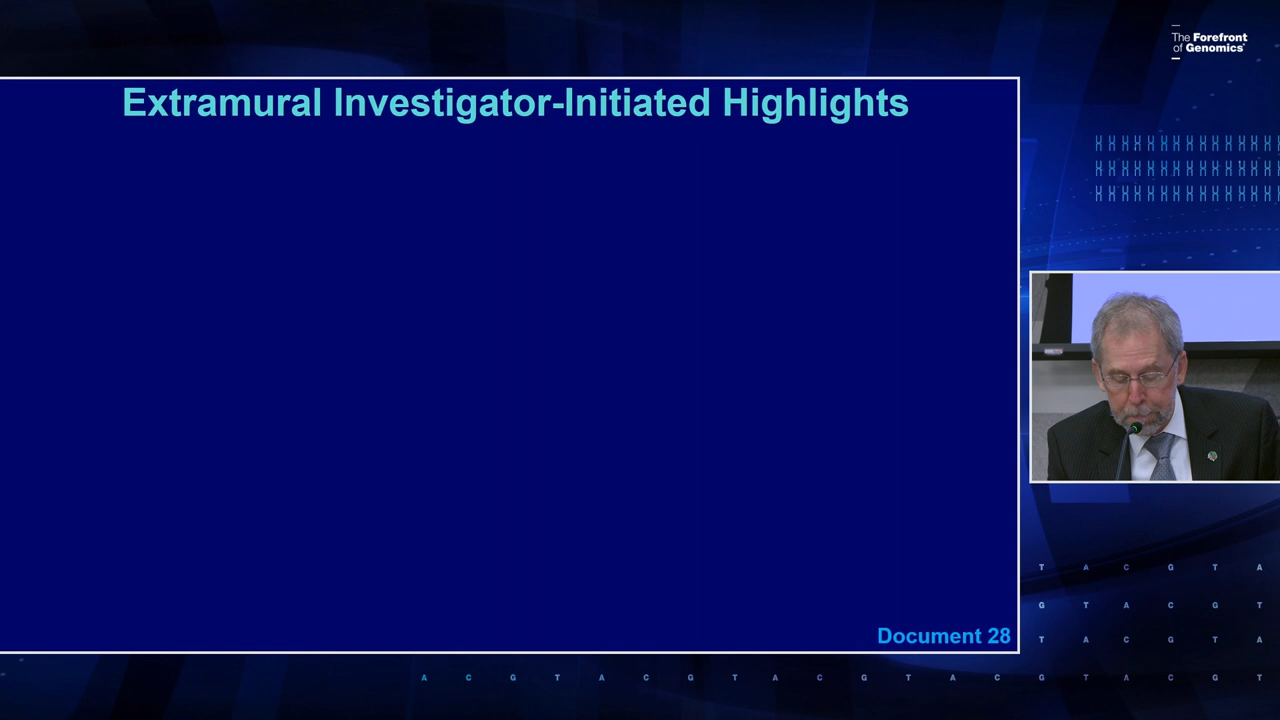 The Forefront
of Genomics®
Extramural Investigator-Initiated Highlights
Document 28
T A C G T A
G T A C G T
T A C G T A
A C G T A C G T A C G T A C G T A C G T